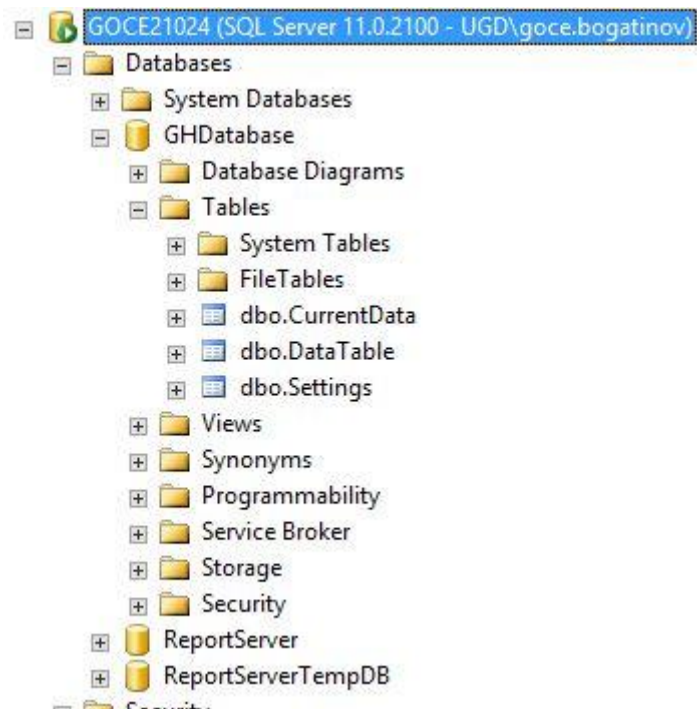 GOCE21024 (SQL Server 11.0.2100 - UGD\goce.bogatinov)
Databases
System Databases
GHDatabase
Database Diagrams
Tables
System Tables
FileTables
dbo.CurrentData
dbo.DataTable
dbo.Settings
Views
Synonyms
Programmability
Service Broker
Storage
Security
ReportServer
ReportServerTempDB
Security